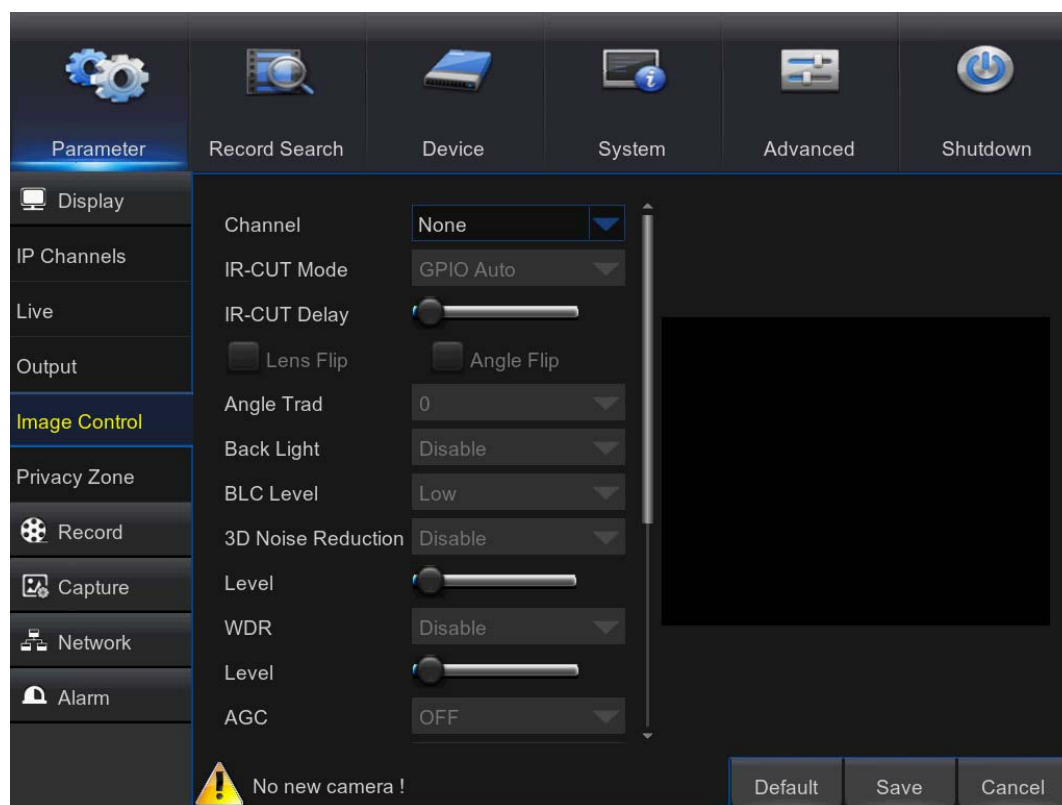 Parameter
Record Search
Device
System
Advanced
Shutdown
Display
IP Channels
Live
Output
Image Control
Privacy Zone
Record
Capture
Network
Alarm
Channel None
IR-CUT Mode GPIO Auto
IR-CUT Delay
Lens Flip Angle Flip
Angle Trad 0
Back Light Disable
BLC Level Low
3D Noise Reduction Disable
Level
WDR Disable
Level
AGC OFF
No new camera !
Default Save Cancel